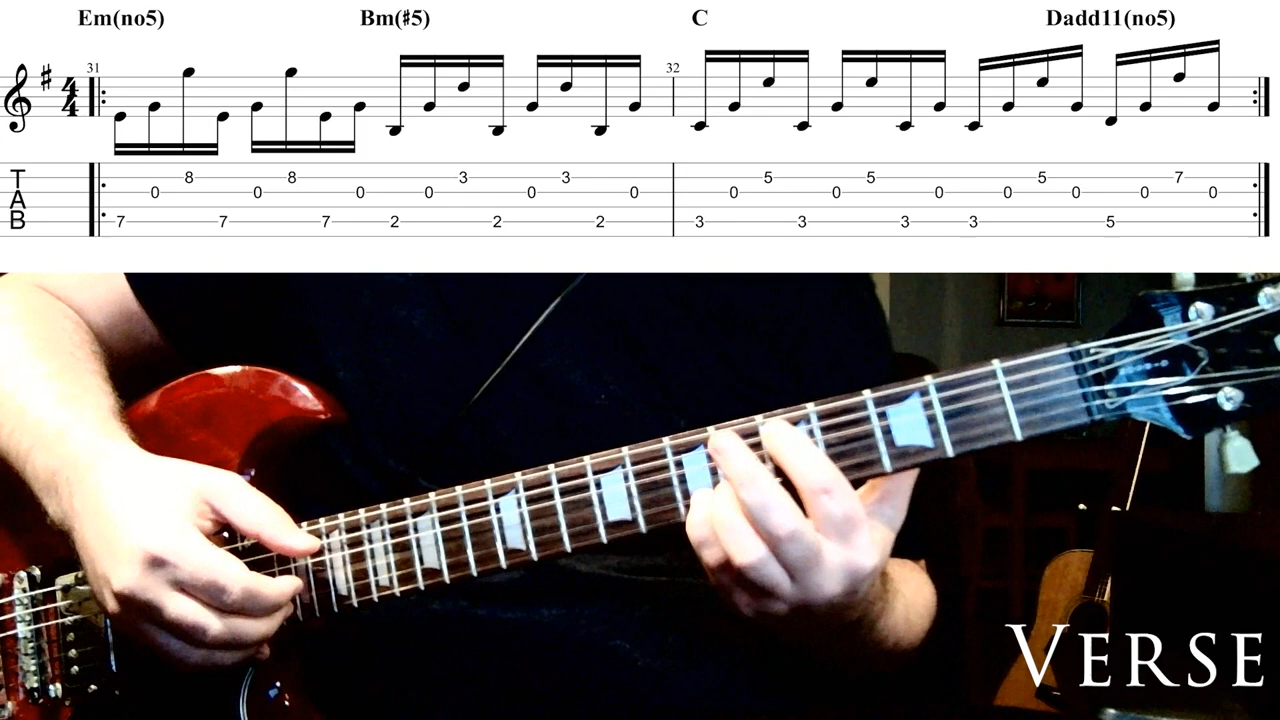 Em(no5) Bm(♯5) C Dadd11(no5)
31 32
4
4
T 8 8 3 3 5 5 5 7
A 0 0 0 0 0 0 0 0 0 0 0
B 7 7 7 2 2 2 3 3 3 3 5
VERSE